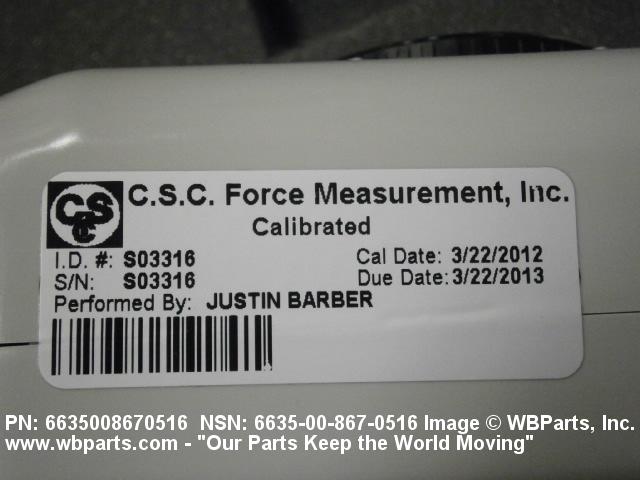 CSC
C.S.C. Force Measurement, Inc.
Calibrated
I.D. #: S03316 Cal Date: 3/22/2012
S/N: S03316 Due Date: 3/22/2013
Performed By: JUSTIN BARBER
PN: 6635008670516 NSN: 6635-00-867-0516 Image © WBParts, Inc.
www.wbparts.com - "Our Parts Keep the World Moving"